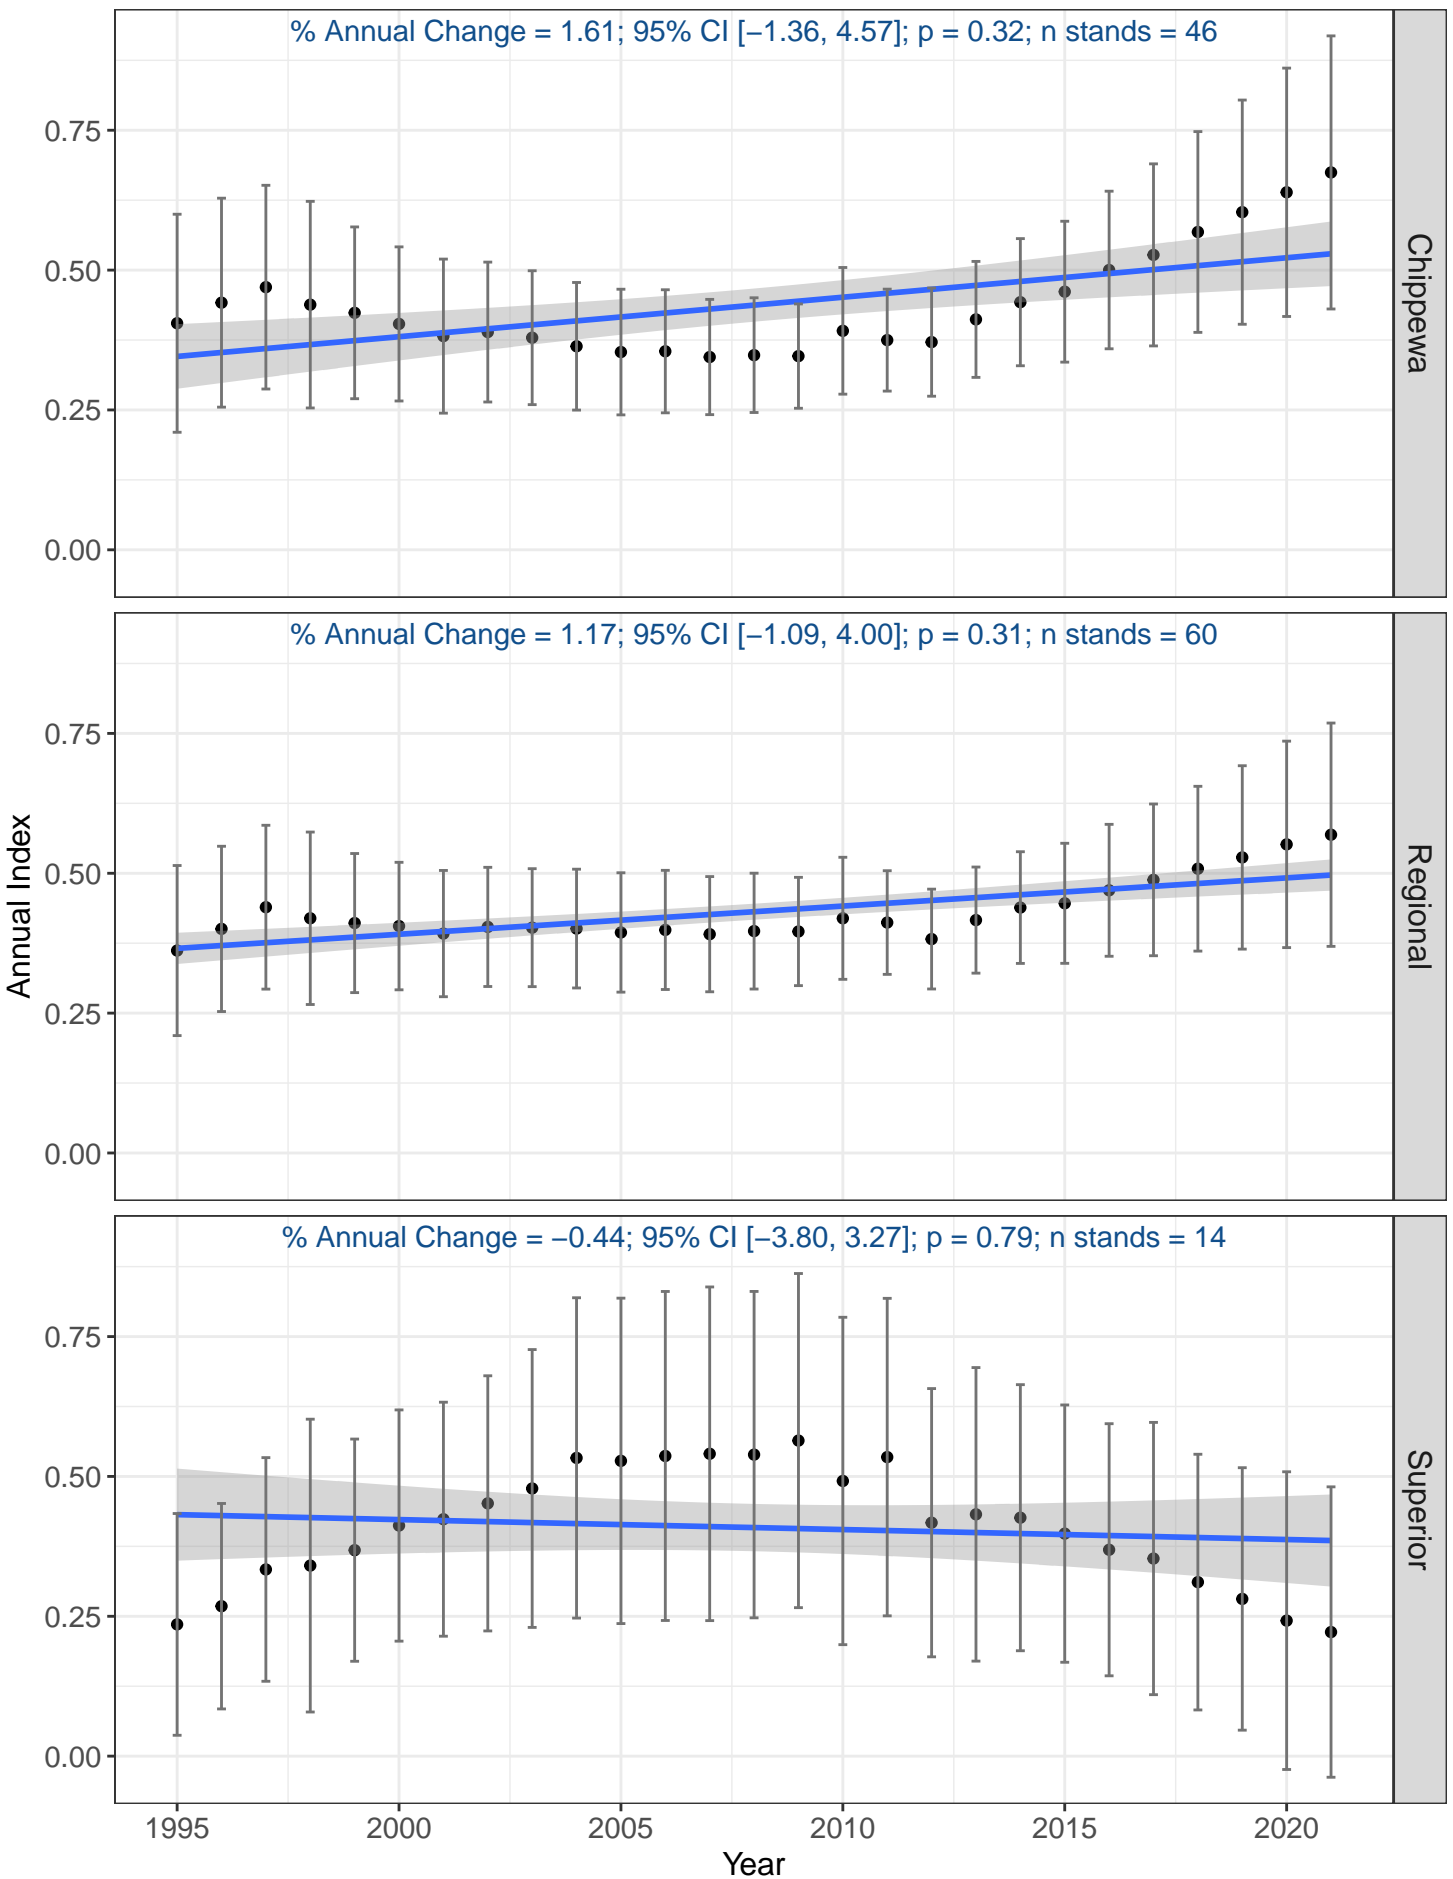 % Annual Change = 1.61; 95% CI [−1.36, 4.57]; p = 0.32; n stands = 46
0.75
0.50
0.25
0.00
Chippewa
% Annual Change = 1.17; 95% CI [−1.09, 4.00]; p = 0.31; n stands = 60
0.75
0.50
0.25
0.00
Regional
Annual Index
% Annual Change = −0.44; 95% CI [−3.80, 3.27]; p = 0.79; n stands = 14
0.75
0.50
0.25
0.00
Superior
1995 2000 2005 2010 2015 2020
Year